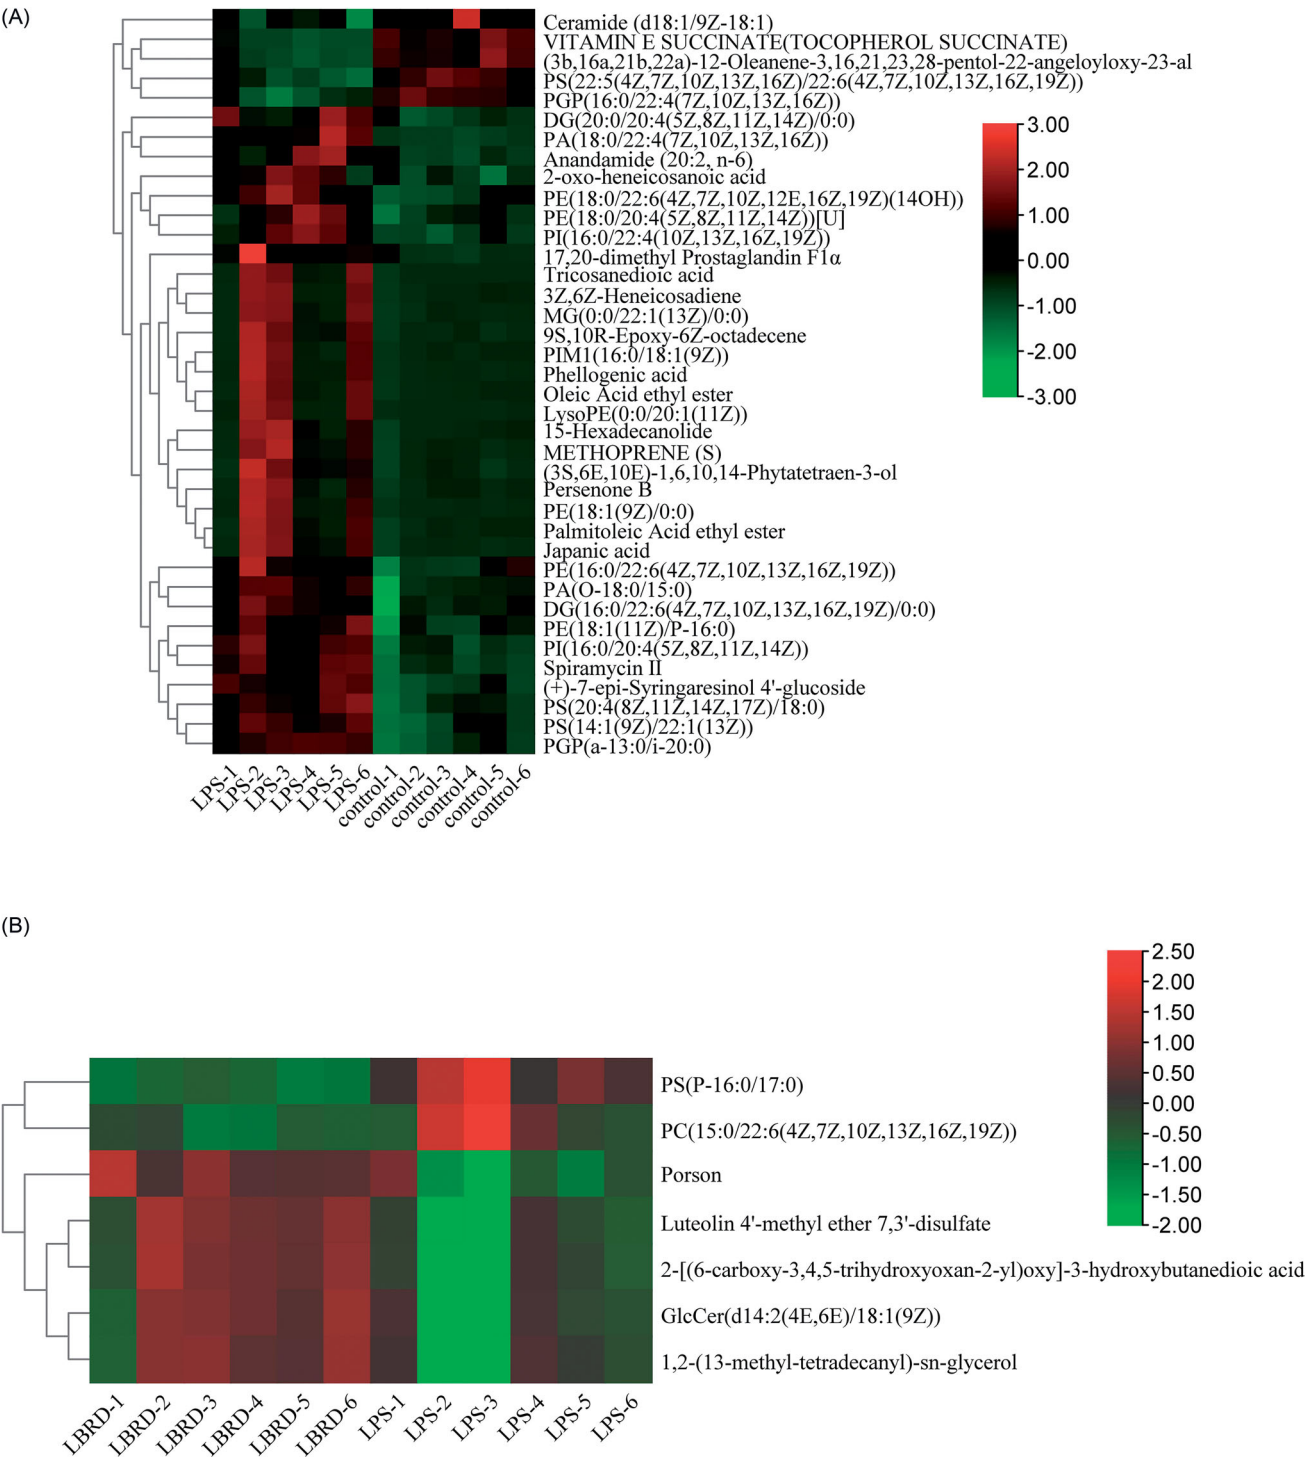 (A)
Ceramide (d18:1/9Z-18:1)
VITAMIN E SUCCINATE(TOCOPHEROL SUCCINATE)
(3b,16a,21b,22a)-12-Oleanene-3,16,21,23,28-pentol-22-angeloyloxy-23-al
PS(22:5(4Z,7Z,10Z,13Z,16Z)/22:6(4Z,7Z,10Z,13Z,16Z,19Z))
PGP(16:0/22:4(7Z,10Z,13Z,16Z))
DG(20:0/20:4(5Z,8Z,11Z,14Z)/0:0)
PA(18:0/22:4(7Z,10Z,13Z,16Z))
Anandamide (20:2, n-6)
2-oxo-heneicosanoic acid
PE(18:0/22:6(4Z,7Z,10Z,12E,16Z,19Z)(14OH))
PE(18:0/20:4(5Z,8Z,11Z,14Z))[U]
PI(16:0/22:4(10Z,13Z,16Z,19Z))
17,20-dimethyl Prostaglandin F1α
Tricosanedioic acid
3Z,6Z-Heneicosadiene
MG(0:0/22:1(13Z)/0:0)
9S,10R-Epoxy-6Z-octadecene
PIM1(16:0/18:1(9Z))
Phellogenic acid
Oleic Acid ethyl ester
LysoPE(0:0/20:1(11Z))
15-Hexadecanolide
METHOPRENE (S)
(3S,6E,10E)-1,6,10,14-Phytatetraen-3-ol
Persenone B
PE(18:1(9Z)/0:0)
Palmitoleic Acid ethyl ester
Japanic acid
PE(16:0/22:6(4Z,7Z,10Z,13Z,16Z,19Z))
PA(O-18:0/15:0)
DG(16:0/22:6(4Z,7Z,10Z,13Z,16Z,19Z)/0:0)
PE(18:1(11Z)/P-16:0)
PI(16:0/20:4(5Z,8Z,11Z,14Z))
Spiramycin II
(+)-7-epi-Syringaresinol 4'-glucoside
PS(20:4(8Z,11Z,14Z,17Z)/18:0)
PS(14:1(9Z)/22:1(13Z))
PGP(a-13:0/i-20:0)
3.00
2.00
1.00
0.00
-1.00
-2.00
-3.00
LPS-1
LPS-2
LPS-3
LPS-4
LPS-5
LPS-6
control-1
control-2
control-3
control-4
control-5
control-6
(B)
2.50
2.00
1.50
1.00
0.50
0.00
-0.50
-1.00
-1.50
-2.00
PS(P-16:0/17:0)
PC(15:0/22:6(4Z,7Z,10Z,13Z,16Z,19Z))
Porson
Luteolin 4'-methyl ether 7,3'-disulfate
2-[(6-carboxy-3,4,5-trihydroxyoxan-2-yl)oxy]-3-hydroxybutanedioic acid
GlcCer(d14:2(4E,6E)/18:1(9Z))
1,2-(13-methyl-tetradecanyl)-sn-glycerol
LBRD-1
LBRD-2
LBRD-3
LBRD-4
LBRD-5
LBRD-6
LPS-1
LPS-2
LPS-3
LPS-4
LPS-5
LPS-6